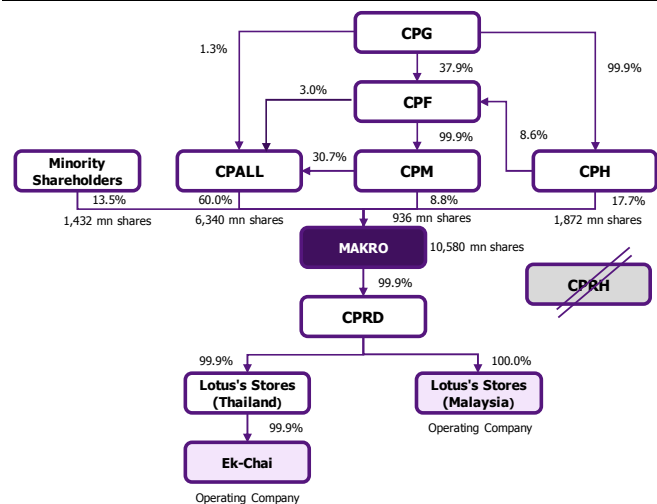 CPG
1.3%
37.9%
99.9%
3.0%
CPF
8.6%
99.9%
Minority
Shareholders
CPALL
30.7%
CPM
CPH
13.5%
60.0%
8.8%
17.7%
1,432 mn shares
6,340 mn shares
936 mn shares
1,872 mn shares
MAKRO
10,580 mn shares
99.9%
CPRH
CPRD
99.9%
100.0%
Lotus's Stores
(Thailand)
Lotus's Stores
(Malaysia)
99.9%
Operating Company
Ek-Chai
Operating Company